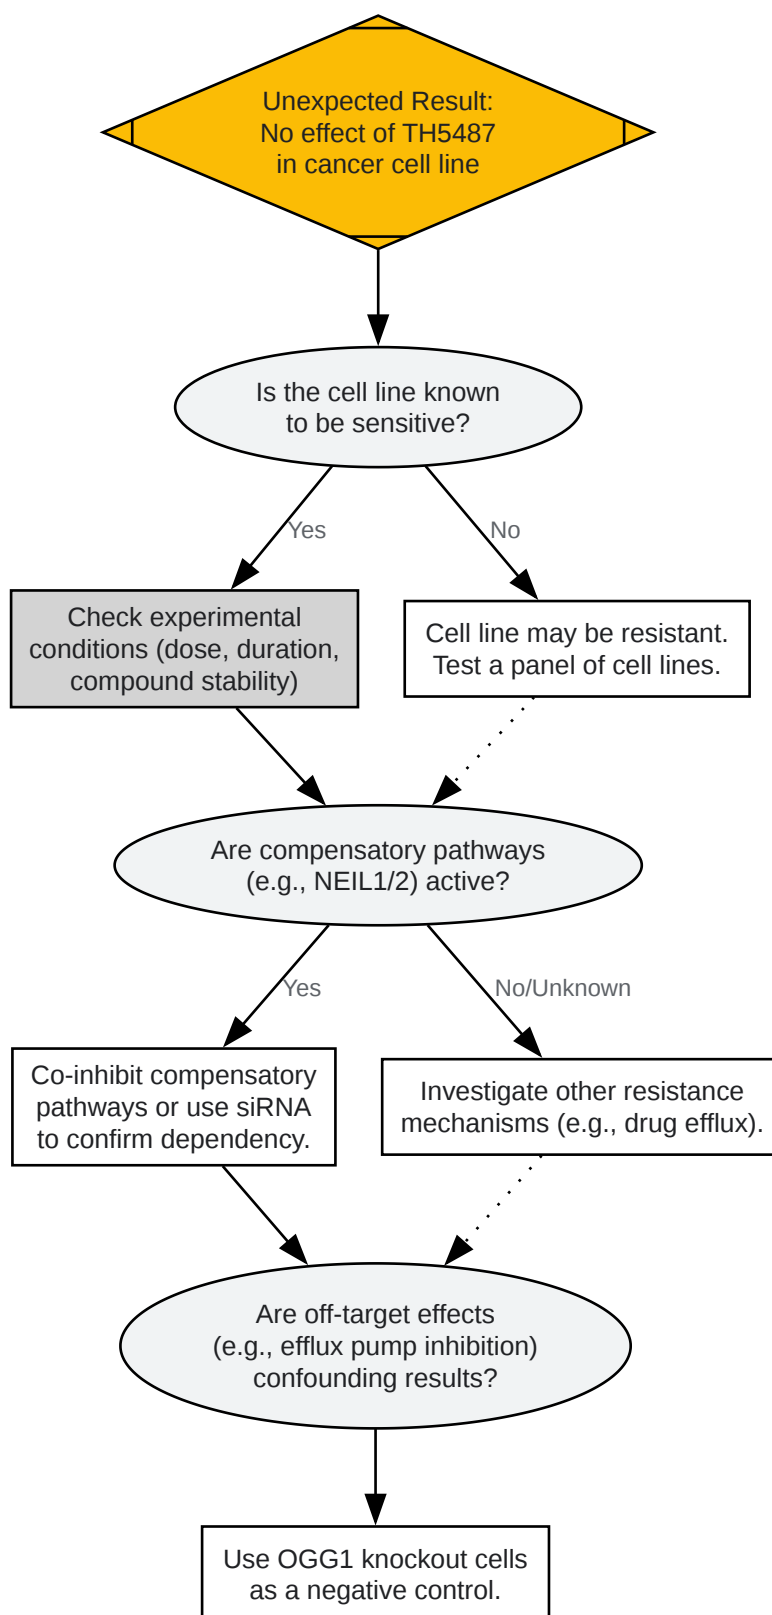 Unexpected Result:
No effect of TH5487
in cancer cell line
Is the cell line known
to be sensitive?
Yes
No
Check experimental
conditions (dose, duration,
compound stability)
Cell line may be resistant.
Test a panel of cell lines.
Are compensatory pathways
(e.g., NEIL1/2) active?
Yes
No/Unknown
Co-inhibit compensatory
pathways or use siRNA
to confirm dependency.
Investigate other resistance
mechanisms (e.g., drug efflux).
Are off-target effects
(e.g., efflux pump inhibition)
confounding results?
Use OGG1 knockout cells
as a negative control.